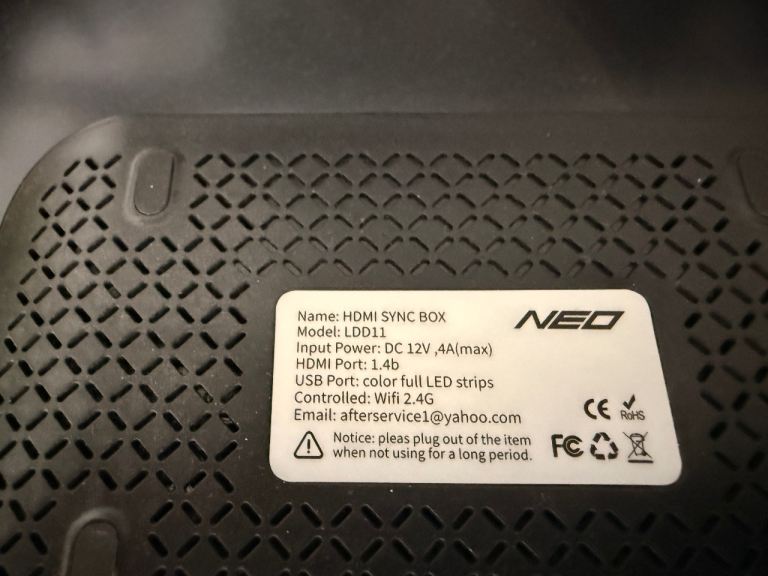 NEO
Name: HDMI SYNC BOX
Model: LDD11
Input Power: DC 12V ,4A(max)
HDMI Port: 1.4b
USB Port: color full LED strips
Controlled: Wifi 2.4G
Email: afterservice1@yahoo.com
CE RoHS
Notice: pleas plug out of the item
when not using for a long period.
FC